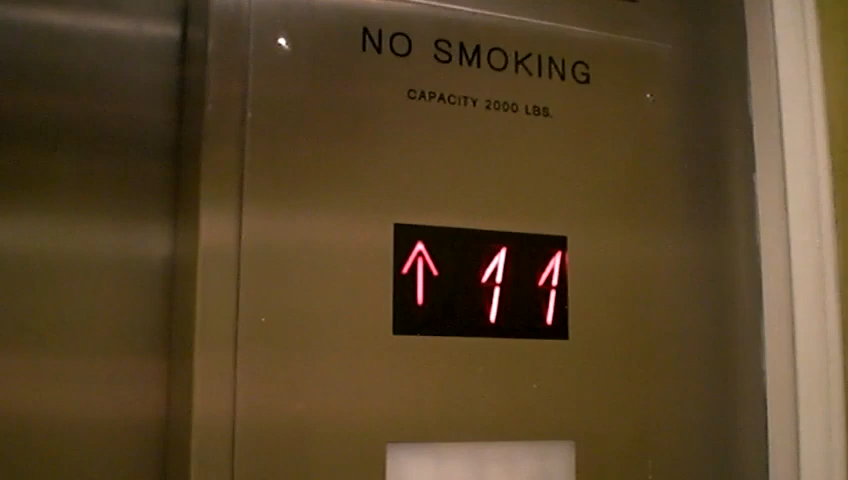 NO SMOKING
CAPACITY 2000 LBS.
↑ 11